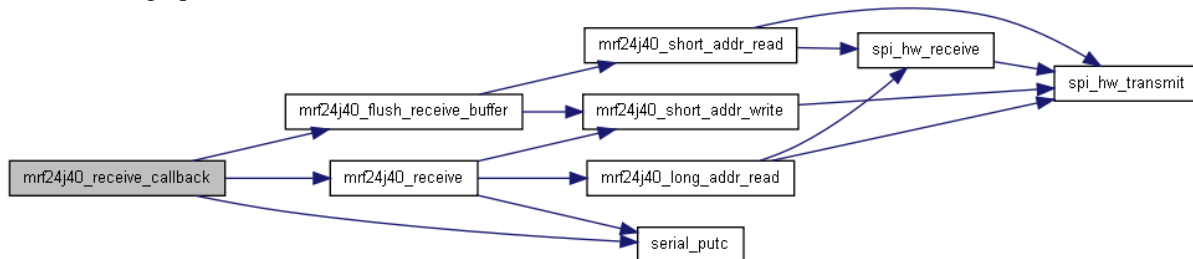 mrf24j40_short_addr_read
spi_hw_receive
spi_hw_transmit
mrf24j40_flush_receive_buffer
mrf24j40_short_addr_write
mrf24j40_receive_callback
mrf24j40_receive
mrf24j40_long_addr_read
serial_putc